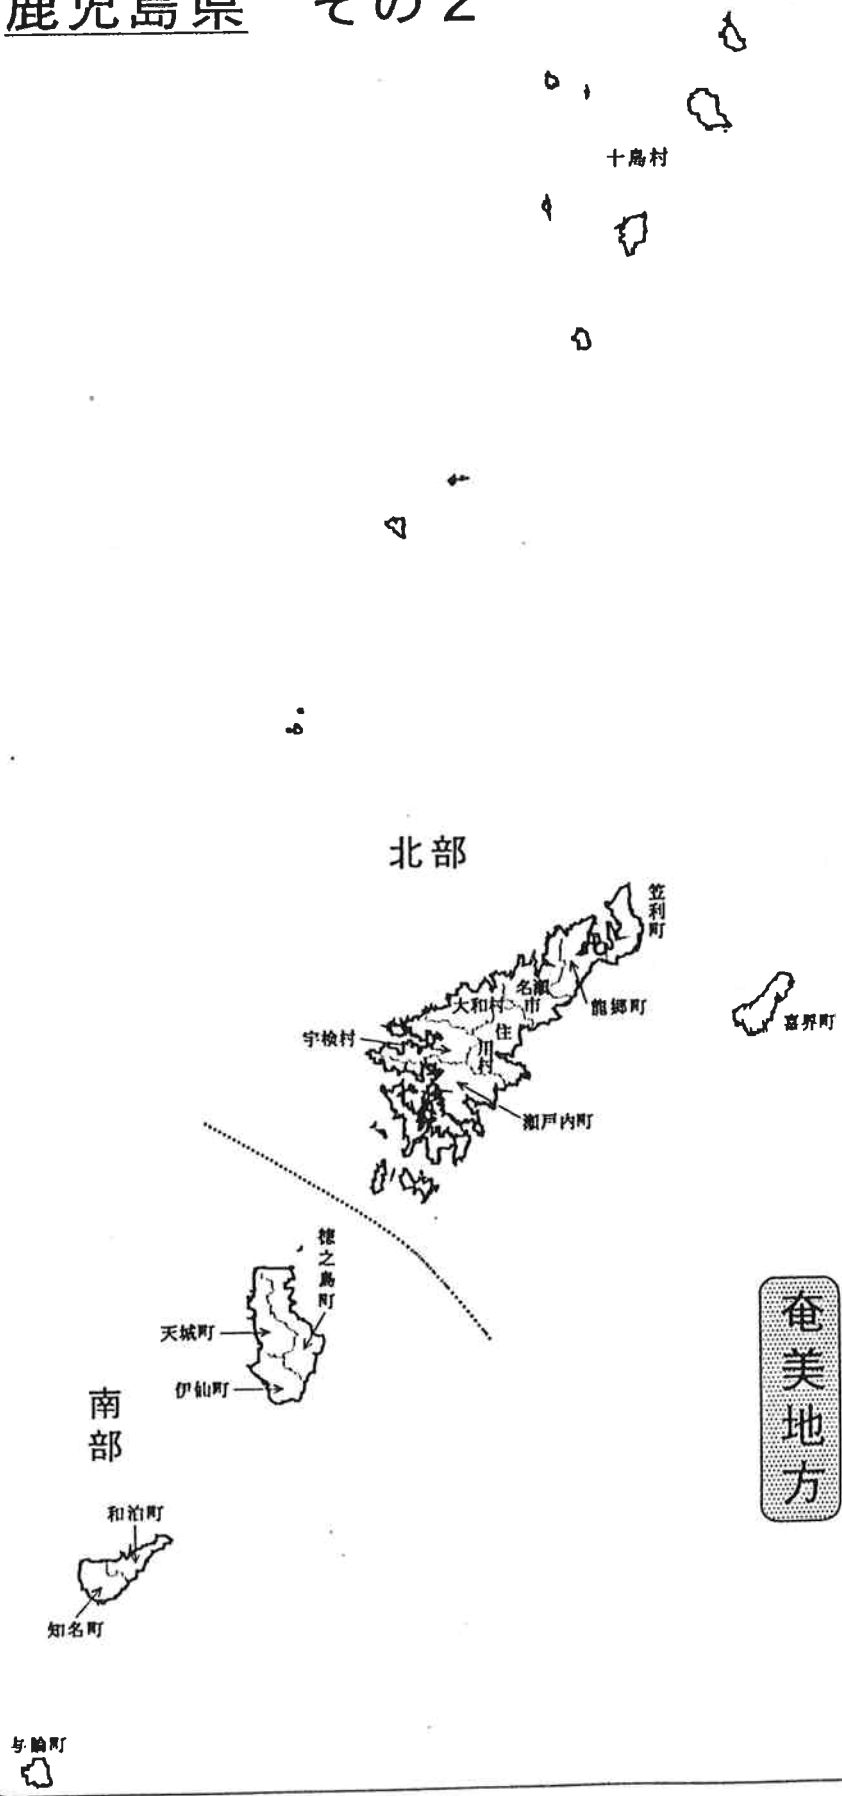 鹿児島県　その2
十島村
北部
笠利町
名瀬市
大和村
龍郷町
住用村
宇検村
嘉界町
瀬戸内町
徳之島町
天城町
伊仙町
奄美地方
南部
和泊町
知名町
与論町